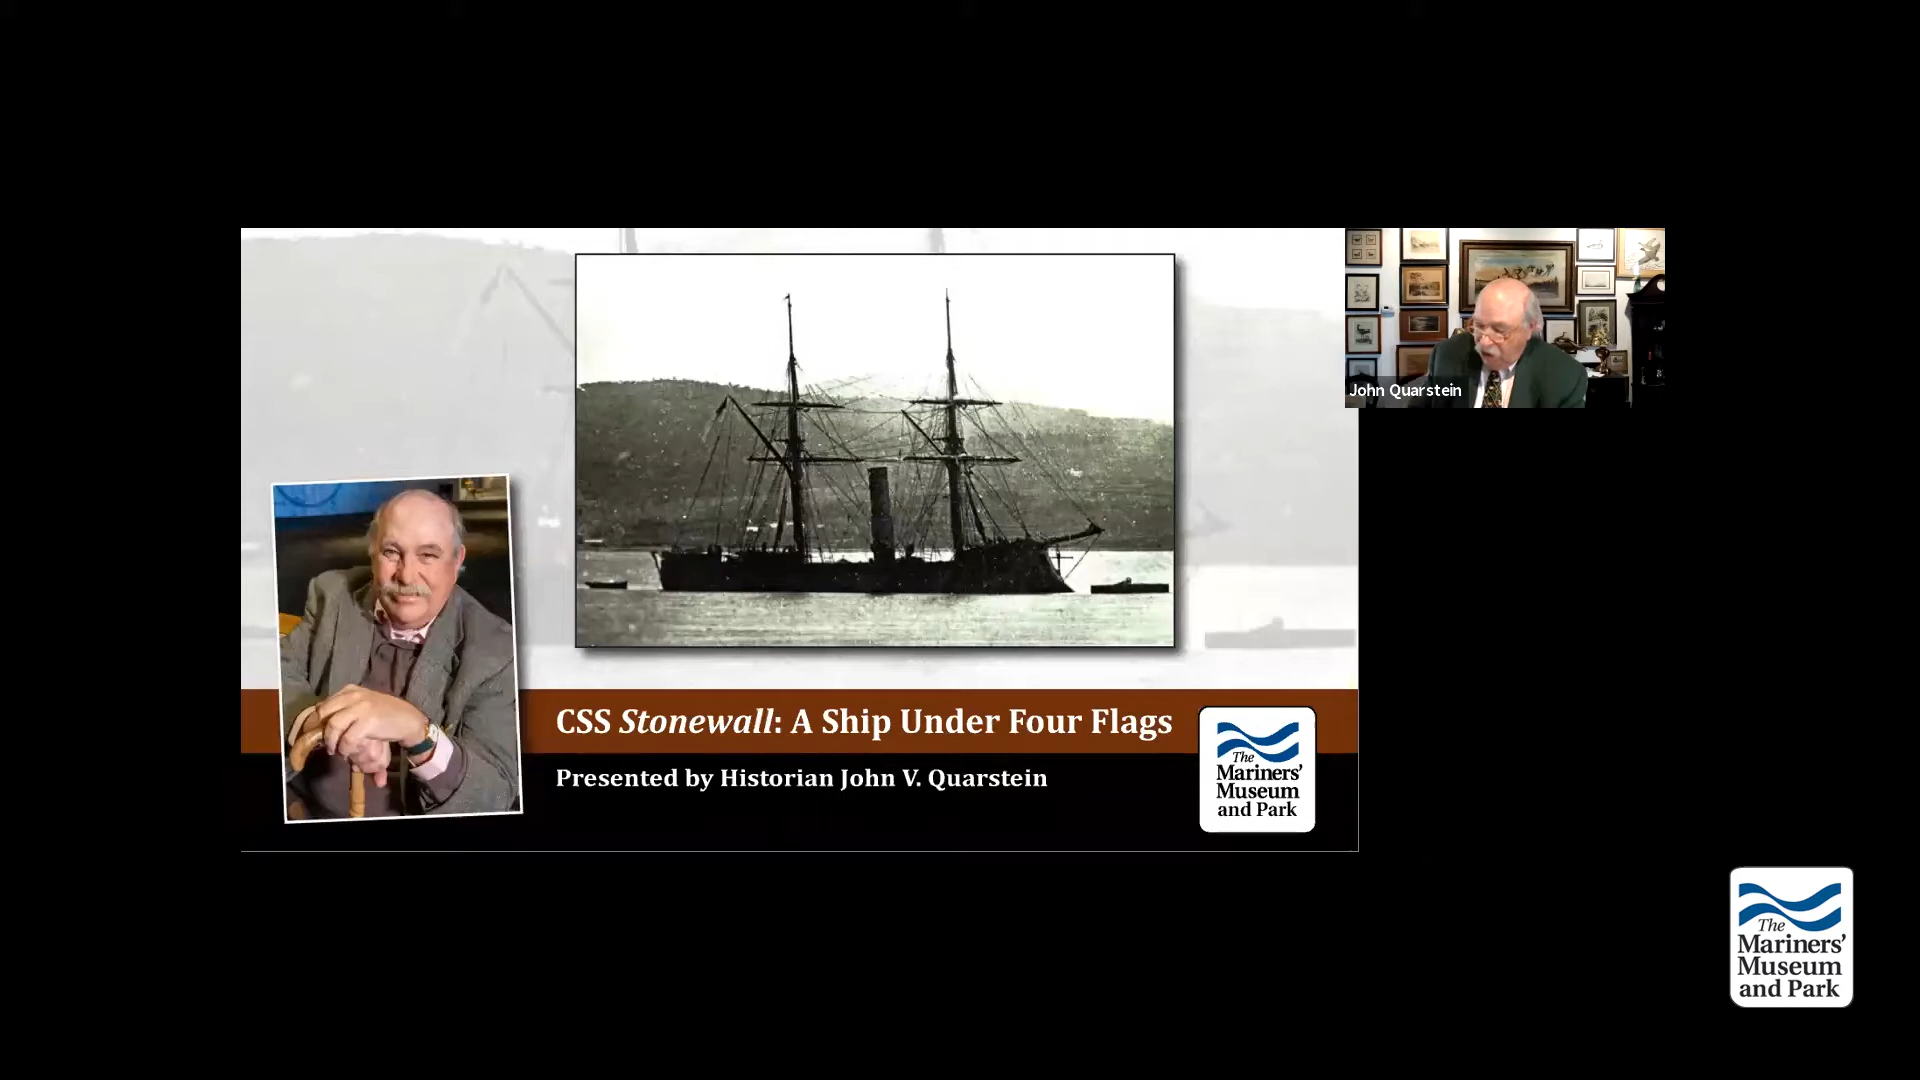 John Quarstein
CSS Stonewall: A Ship Under Four Flags
Presented by Historian John V. Quarstein
The
Mariners'
Museum
and Park
The
Mariners'
Museum
and Park